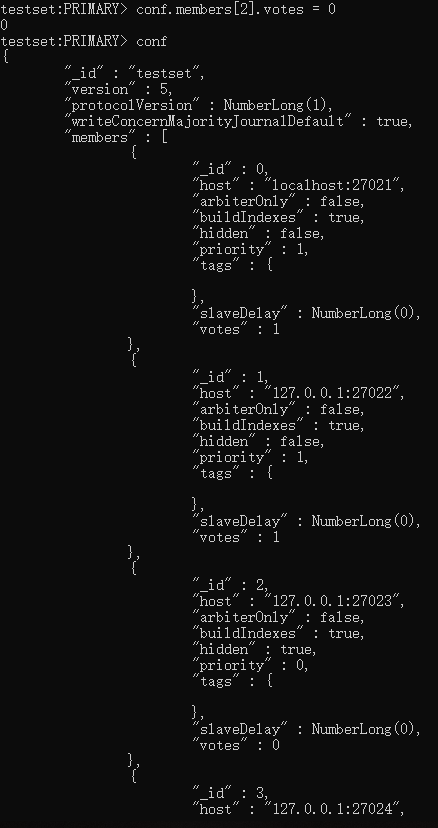 testset:PRIMARY> conf.members[2].votes = 0
0
testset:PRIMARY> conf
{
"_id" : "testset",
"version" : 5,
"protocolVersion" : NumberLong(1),
"writeConcernMajorityJournalDefault" : true,
"members" : [
{
"_id" : 0,
"host" : "localhost:27021",
"arbiterOnly" : false,
"buildIndexes" : true,
"hidden" : false,
"priority" : 1,
"tags" : {
},
"slaveDelay" : NumberLong(0),
"votes" : 1
},
{
"_id" : 1,
"host" : "127.0.0.1:27022",
"arbiterOnly" : false,
"buildIndexes" : true,
"hidden" : false,
"priority" : 1,
"tags" : {
},
"slaveDelay" : NumberLong(0),
"votes" : 1
},
{
"_id" : 2,
"host" : "127.0.0.1:27023",
"arbiterOnly" : false,
"buildIndexes" : true,
"hidden" : true,
"priority" : 0,
"tags" : {
},
"slaveDelay" : NumberLong(0),
"votes" : 0
},
{
"_id" : 3,
"host" : "127.0.0.1:27024",